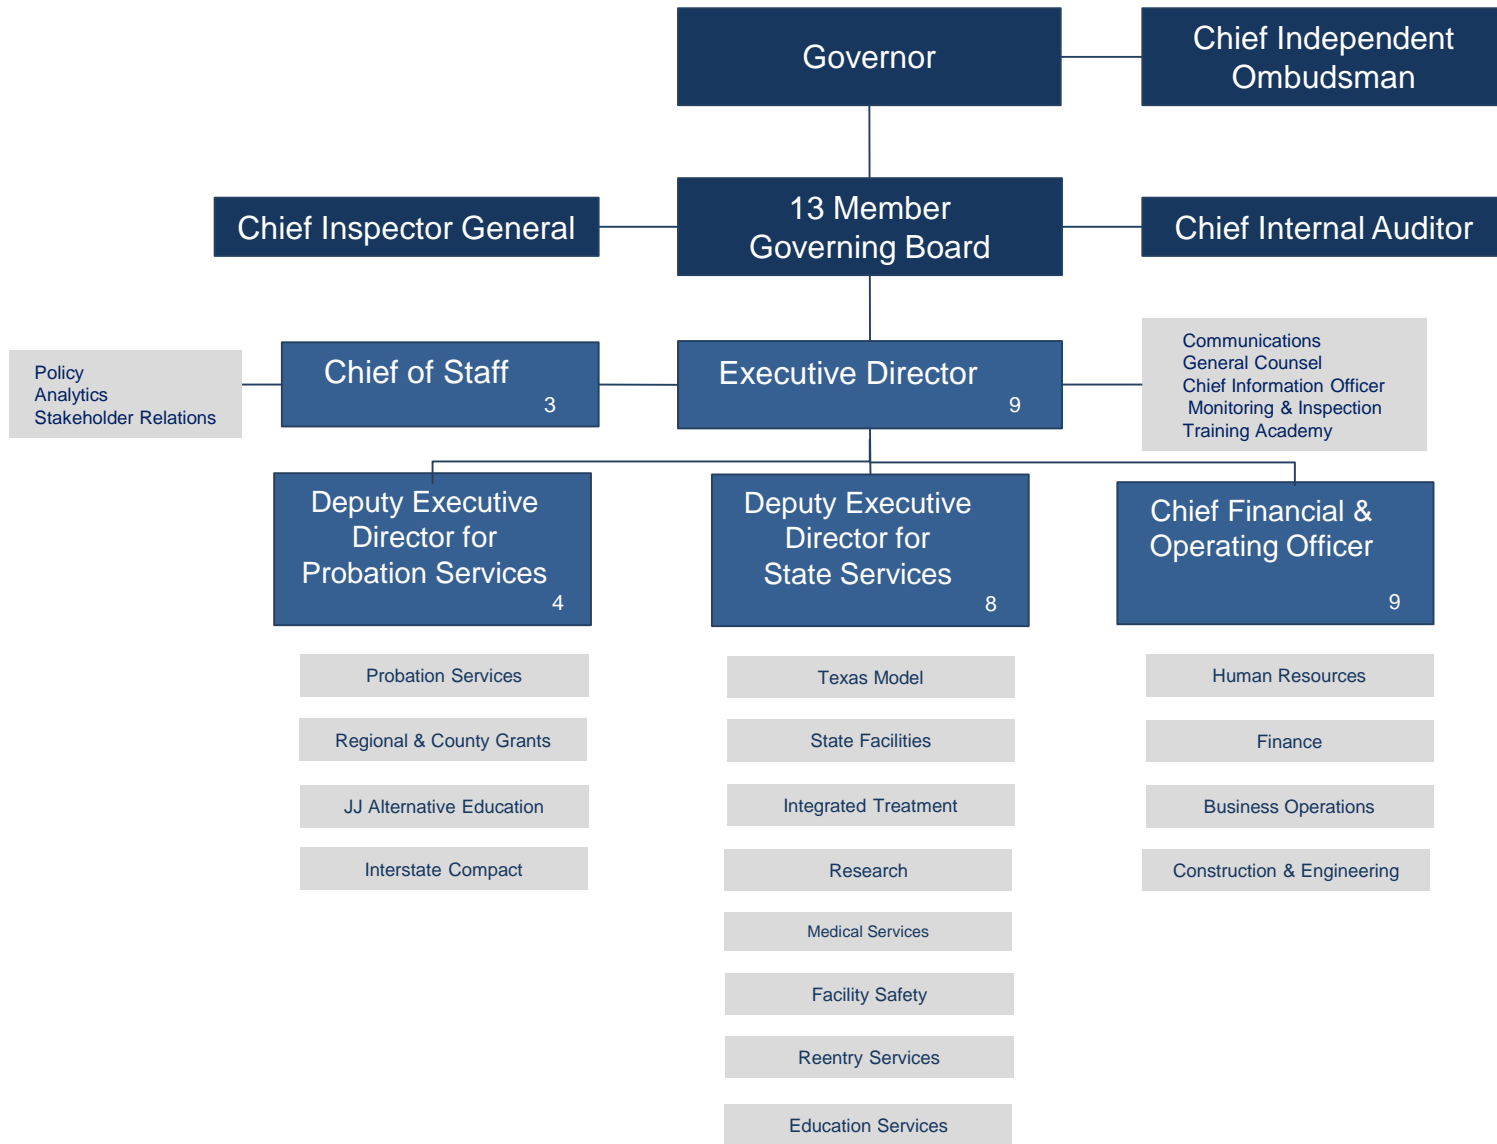 Governor
Chief Independent
Ombudsman
Chief Inspector General
13 Member
Governing Board
Chief Internal Auditor
Policy
Analytics
Stakeholder Relations
Chief of Staff
3
Executive Director
9
Communications
General Counsel
Chief Information Officer
Monitoring & Inspection
Training Academy
Deputy Executive
Director for
Probation Services
4
Deputy Executive
Director for
State Services
8
Chief Financial &
Operating Officer
9
Probation Services
Regional & County Grants
JJ Alternative Education
Interstate Compact
Texas Model
State Facilities
Integrated Treatment
Research
Medical Services
Facility Safety
Reentry Services
Education Services
Human Resources
Finance
Business Operations
Construction & Engineering